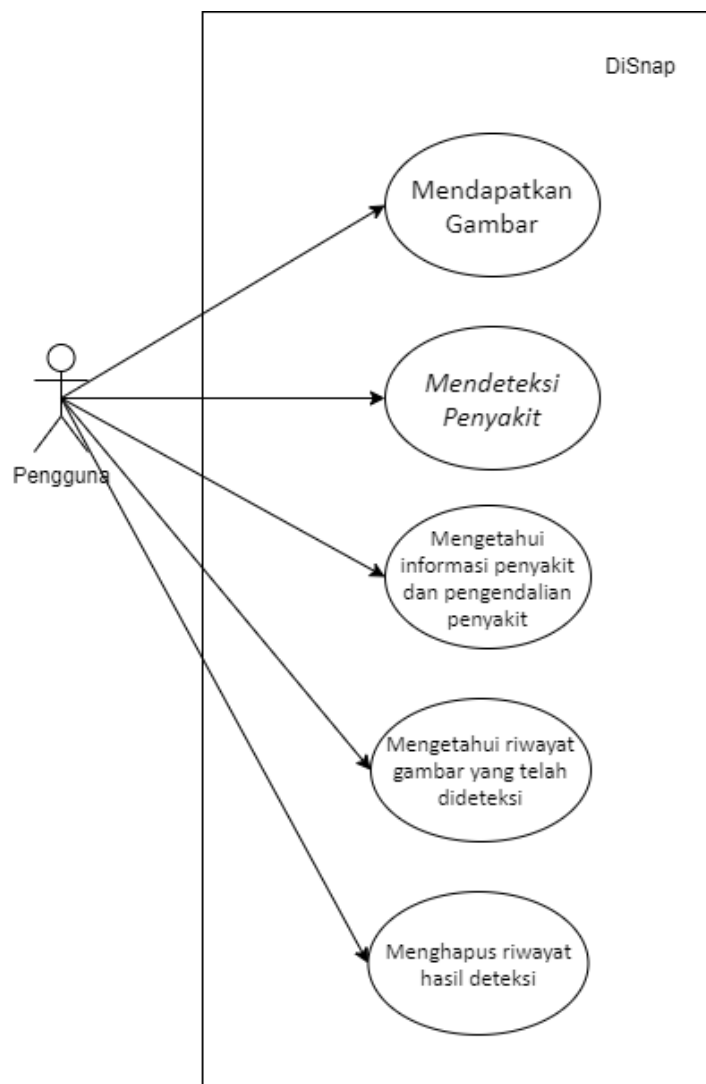 DiSnap
Mendapatkan
Gambar
Mendeteksi
Penyakit
Pengguna
Mengetahui
informasi penyakit
dan pengendalian
penyakit
Mengetahui riwayat
gambar yang telah
dideteksi
Menghapus riwayat
hasil deteksi